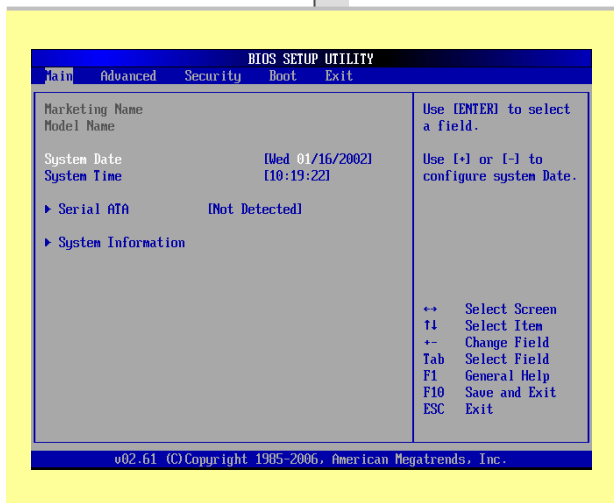 BIOS SETUP UTILITY
Main Advanced Security Boot Exit
Marketing Name
Model Name
System Date [Wed 01/16/2002]
System Time [10:19:22]
▶ Serial ATA [Not Detected]
▶ System Information
Use [ENTER] to select
a field.
Use [+] or [-] to
configure system Date.
↔ Select Screen
↑↓ Select Item
+- Change Field
Tab Select Field
F1 General Help
F10 Save and Exit
ESC Exit
v02.61 (C)Copyright 1985-2006, American Megatrends, Inc.